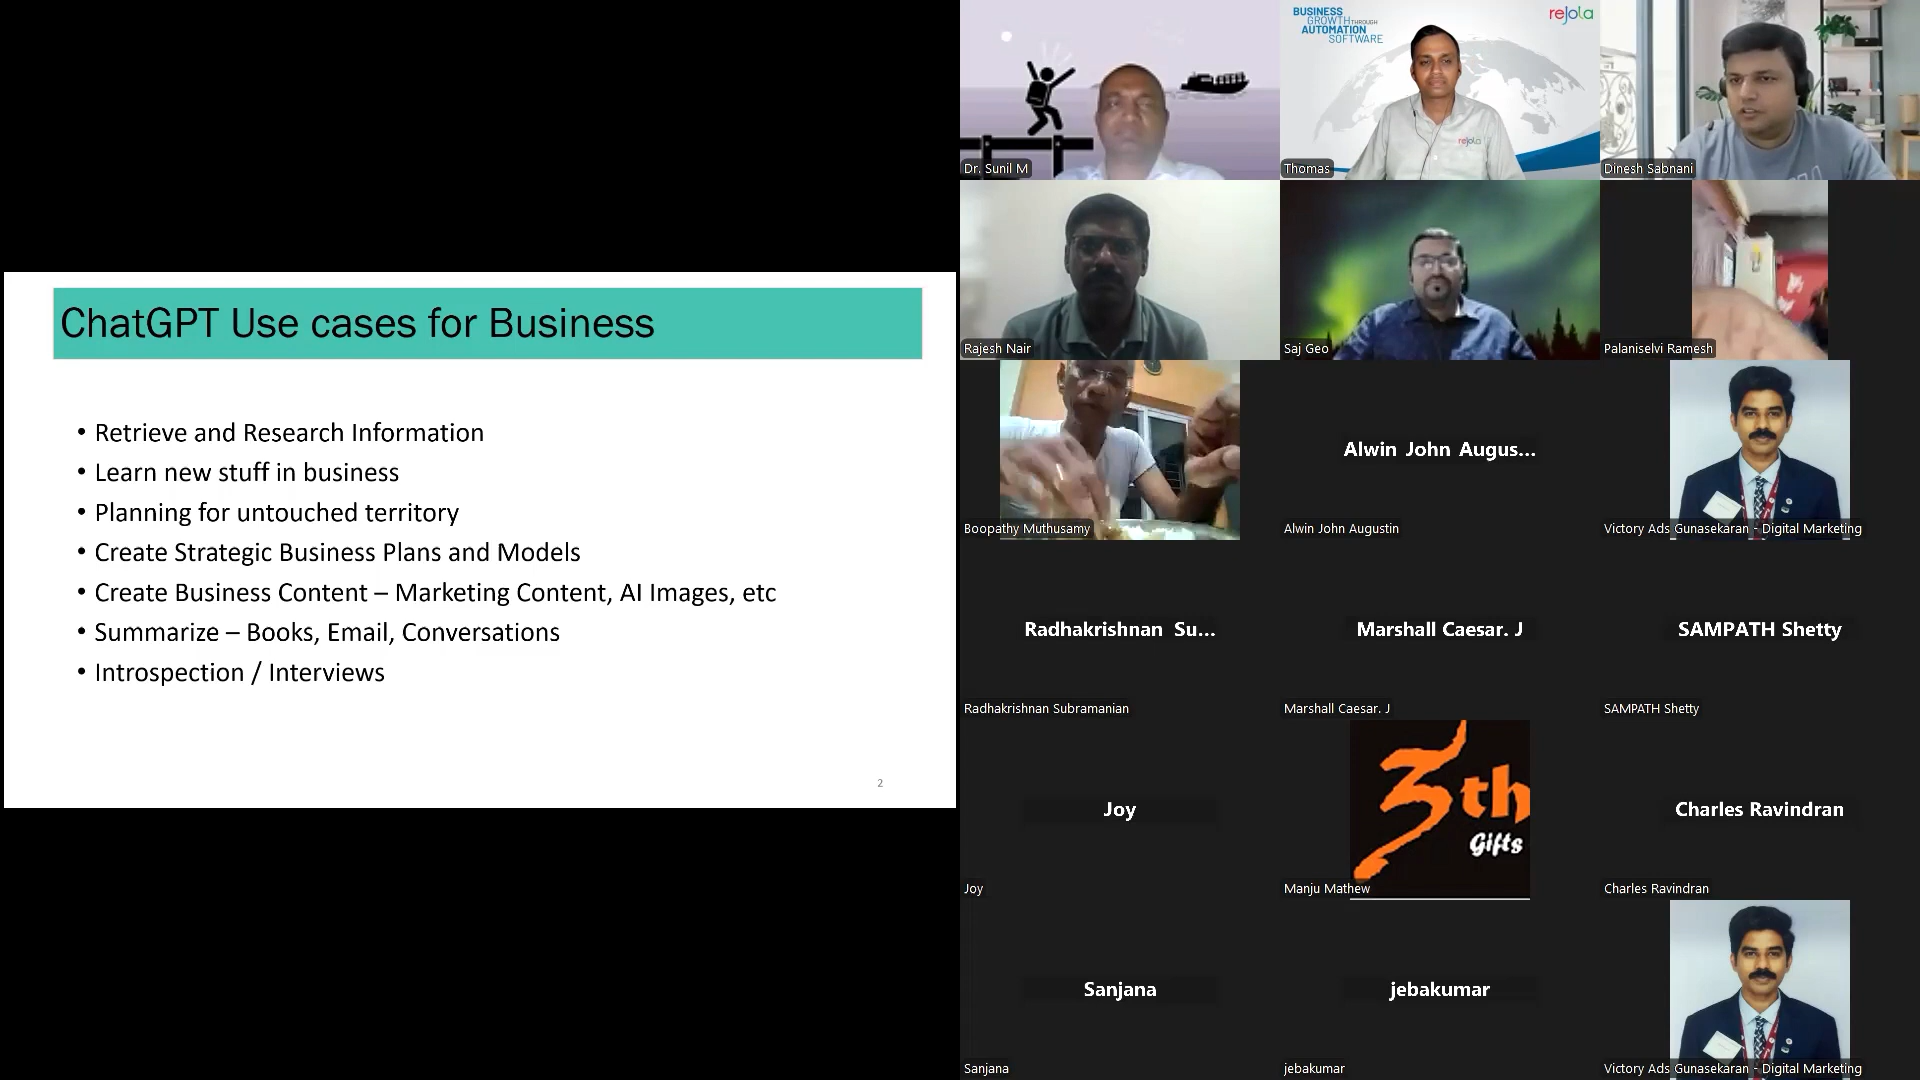 ChatGPT Use cases for Business
• Retrieve and Research Information
• Learn new stuff in business
• Planning for untouched territory
• Create Strategic Business Plans and Models
• Create Business Content – Marketing Content, AI Images, etc
• Summarize – Books, Email, Conversations
• Introspection / Interviews
2
Dr. Sunil M
BUSINESS
GROWTH THROUGH
AUTOMATION
SOFTWARE
rejola
rejola
Thomas
Dinesh Sabnani
Rajesh Nair
Saj Geo
Palaniselvi Ramesh
Boopathy Muthusamy
Alwin John Augus...
Alwin John Augustin
Victory Ads Gunasekaran - Digital Marketing
Radhakrishnan Su...
Radhakrishnan Subramanian
Marshall Caesar. J
Marshall Caesar. J
SAMPATH Shetty
SAMPATH Shetty
Joy
Joy
3th
Gifts
Manju Mathew
Charles Ravindran
Charles Ravindran
Sanjana
Sanjana
jebakumar
jebakumar
Victory Ads Gunasekaran - Digital Marketing